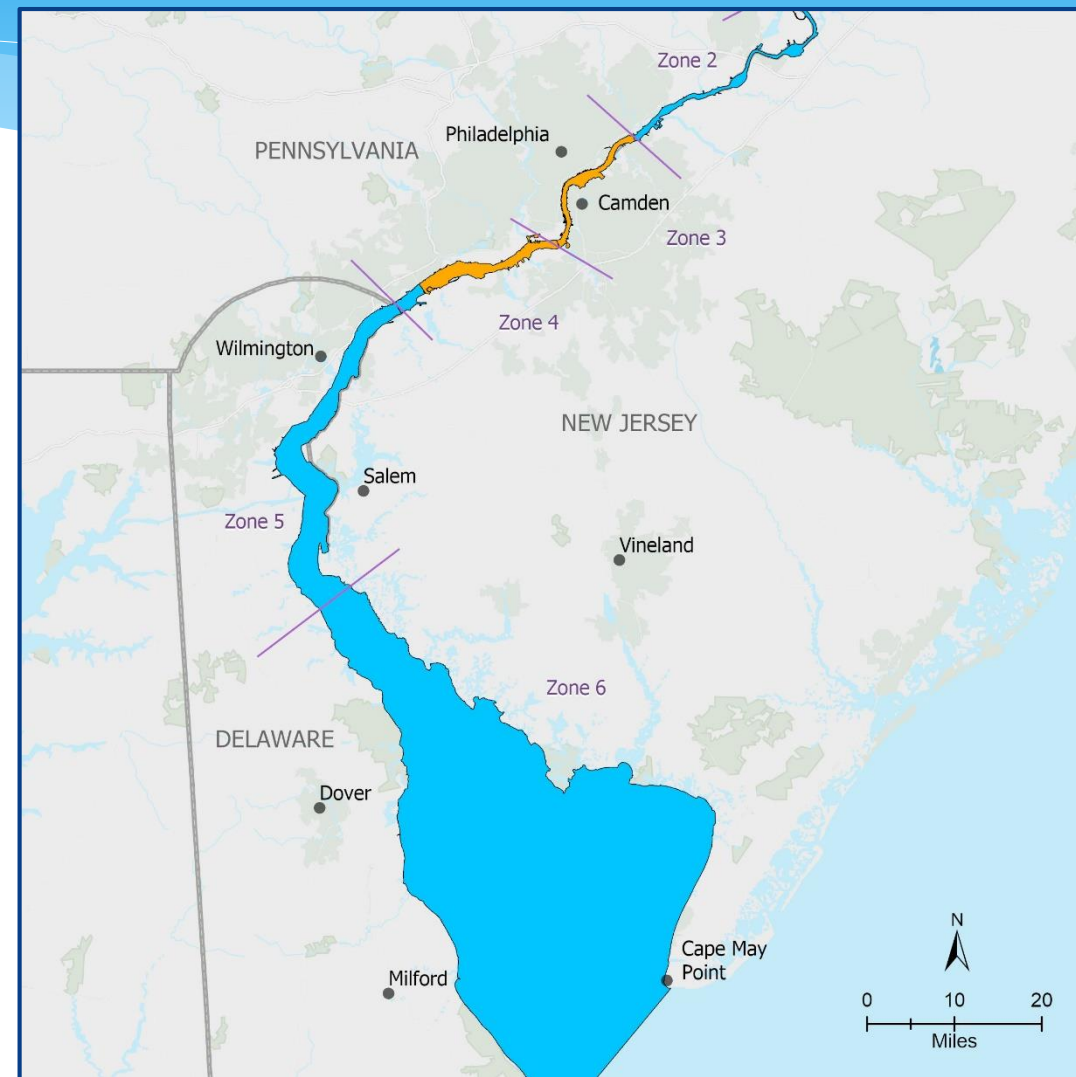 Zone 2
Philadelphia
PENNSYLVANIA
Camden
Zone 3
Zone 4
Wilmington
NEW JERSEY
Salem
Zone 5
Vineland
Zone 6
DELAWARE
Dover
Cape May
Point
Milford
N
0 10 20
Miles